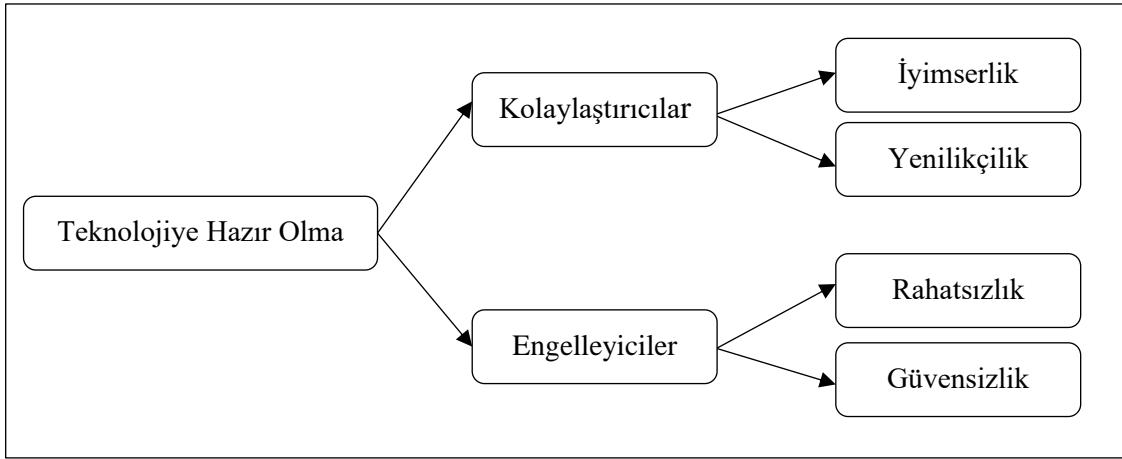 Teknolojiye Hazır Olma
Kolaylaştırıcılar
İyimserlik
Yenilikçilik
Engelleyiciler
Rahatsızlık
Güvensizlik